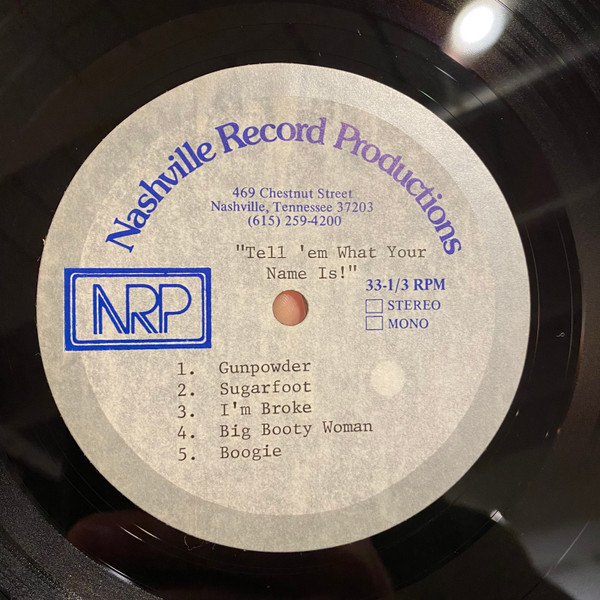 Nashville Record Productions
469 Chestnut Street
Nashville, Tennessee 37203
(615) 259-4200
"Tell 'em What Your
Name Is!"
NRP
33-1/3 RPM
STEREO
MONO
1. Gunpowder
2. Sugarfoot
3. I'm Broke
4. Big Booty Woman
5. Boogie